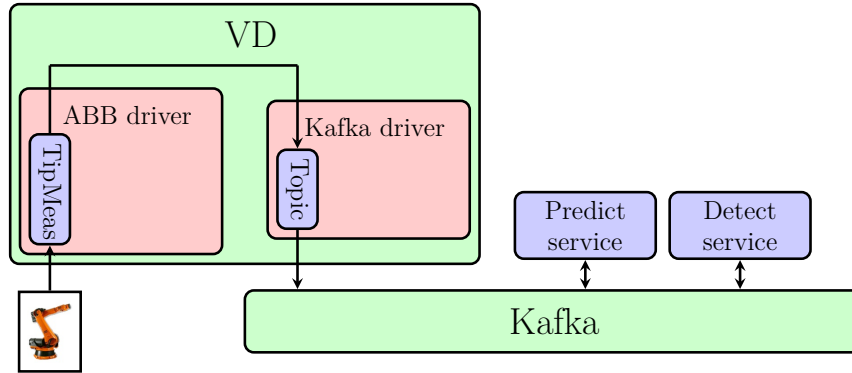 VD
ABB driver
TipMeas
Kafka driver
Topic
Predict
service
Detect
service
Kafka